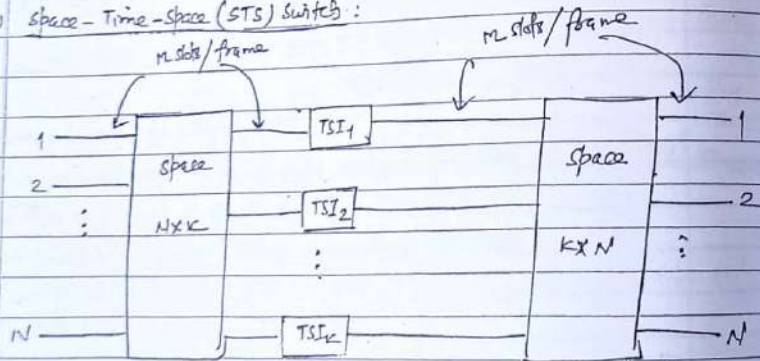 Space-Time-Space (STS) Switch :
m slots/frame
m slots/frame
1
TSI1
1
Space
Space
2
TSI2
2
⋮
N×K
⋮
K×N
⋮
N
TSIK
N